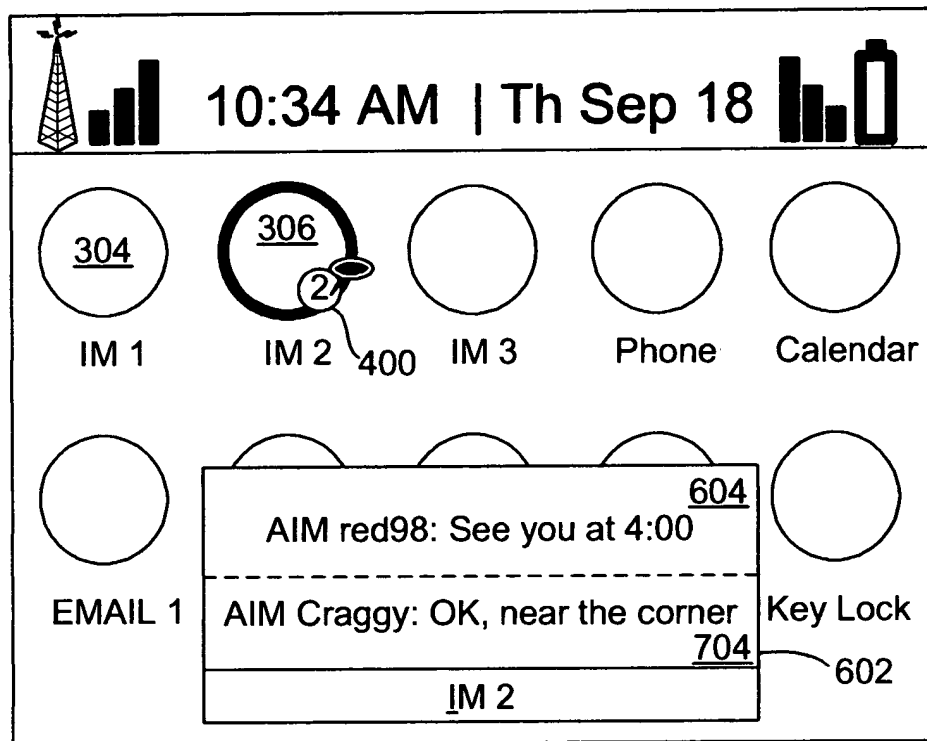 10:34 AM | Th Sep 18
304
306
2
IM 1
IM 2
400
IM 3
Phone
Calendar
604
AIM red98: See you at 4:00
EMAIL 1
AIM Craggy: OK, near the corner
Key Lock
704
602
IM 2